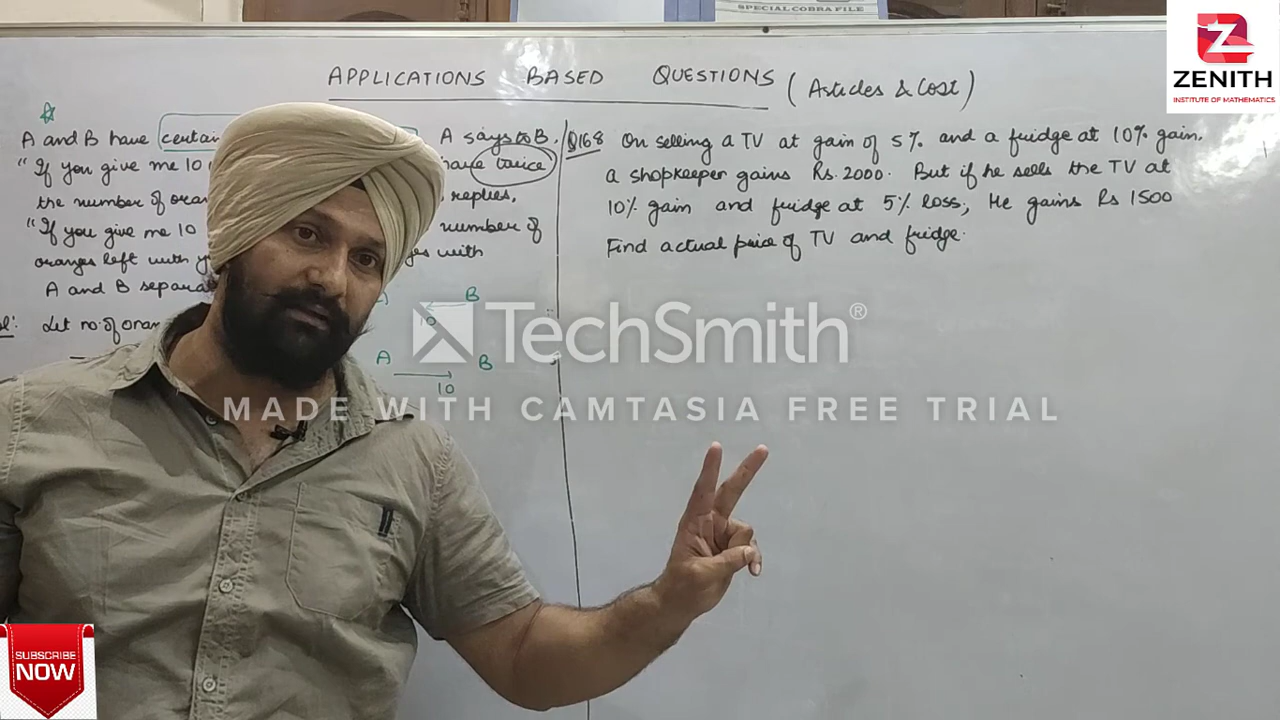 SPECIAL COBRA FILE
ZENITH
INSTITUTE OF MATHEMATICS
APPLICATIONS BASED QUESTIONS (Articles & Cost)
A and B have certain A says to B,
"If you give me 10 have twice
the number of replies,
"If you give me 10 number of
oranges left with with
A and B
Let no. of
A B
10
A B
10
Q168 On selling a TV at gain of 5% and a fridge at 10% gain.
a shopkeeper gains Rs. 2000. But if he sells the TV at
10% gain and fridge at 5% loss, He gains Rs 1500
Find actual price of TV and fridge.
TechSmith®
MADE WITH CAMTASIA FREE TRIAL
SUBSCRIBE
NOW